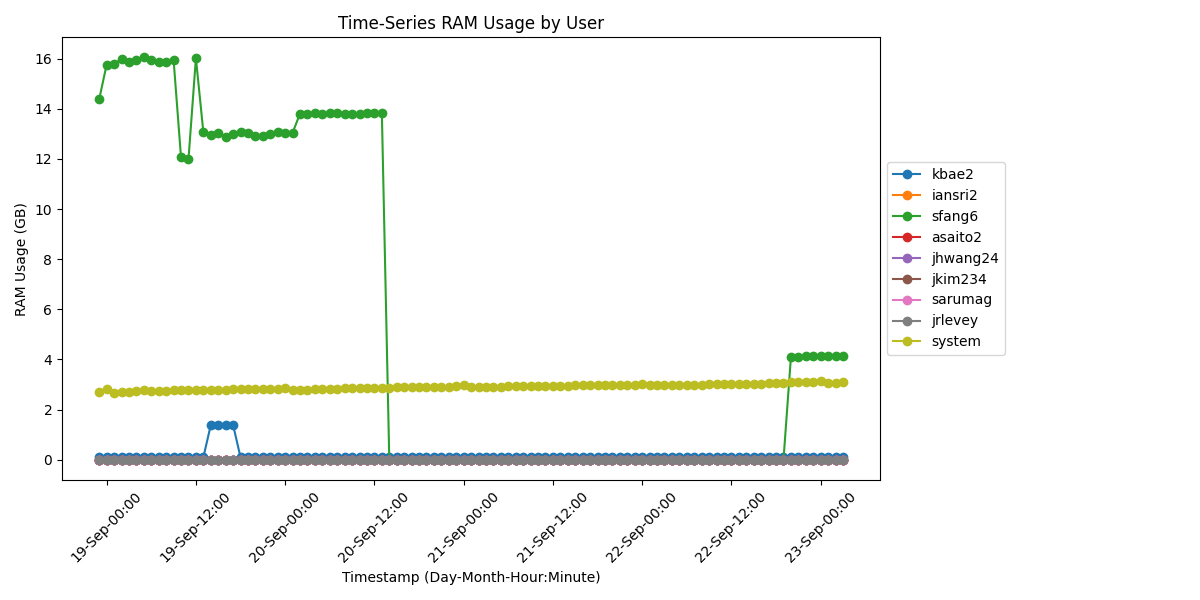 Time-Series RAM Usage by User
RAM Usage (GB)
16
14
12
10
8
6
4
2
0
19-Sep-00:00
19-Sep-12:00
20-Sep-00:00
20-Sep-12:00
21-Sep-00:00
21-Sep-12:00
22-Sep-00:00
22-Sep-12:00
23-Sep-00:00
Timestamp (Day-Month-Hour:Minute)
kbae2
iansri2
sfang6
asaito2
jhwang24
jkim234
sarumag
jrlevey
system